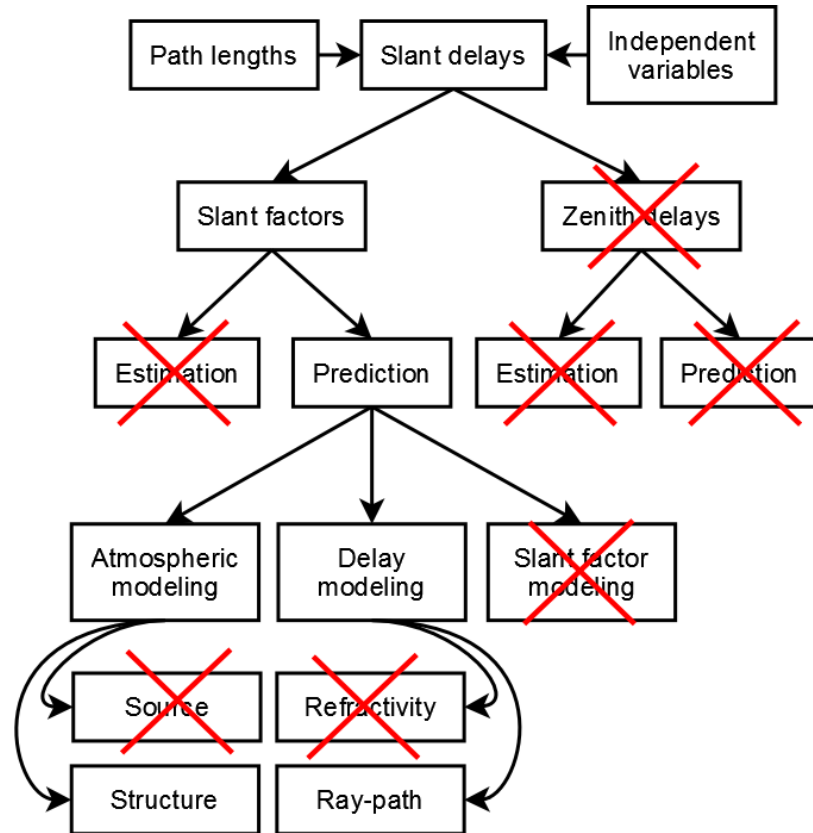 Path lengths
Slant delays
Independent
variables
Slant factors
Zenith delays
Estimation
Prediction
Estimation
Prediction
Atmospheric
modeling
Delay
modeling
Slant factor
modeling
Source
Refractivity
Structure
Ray-path